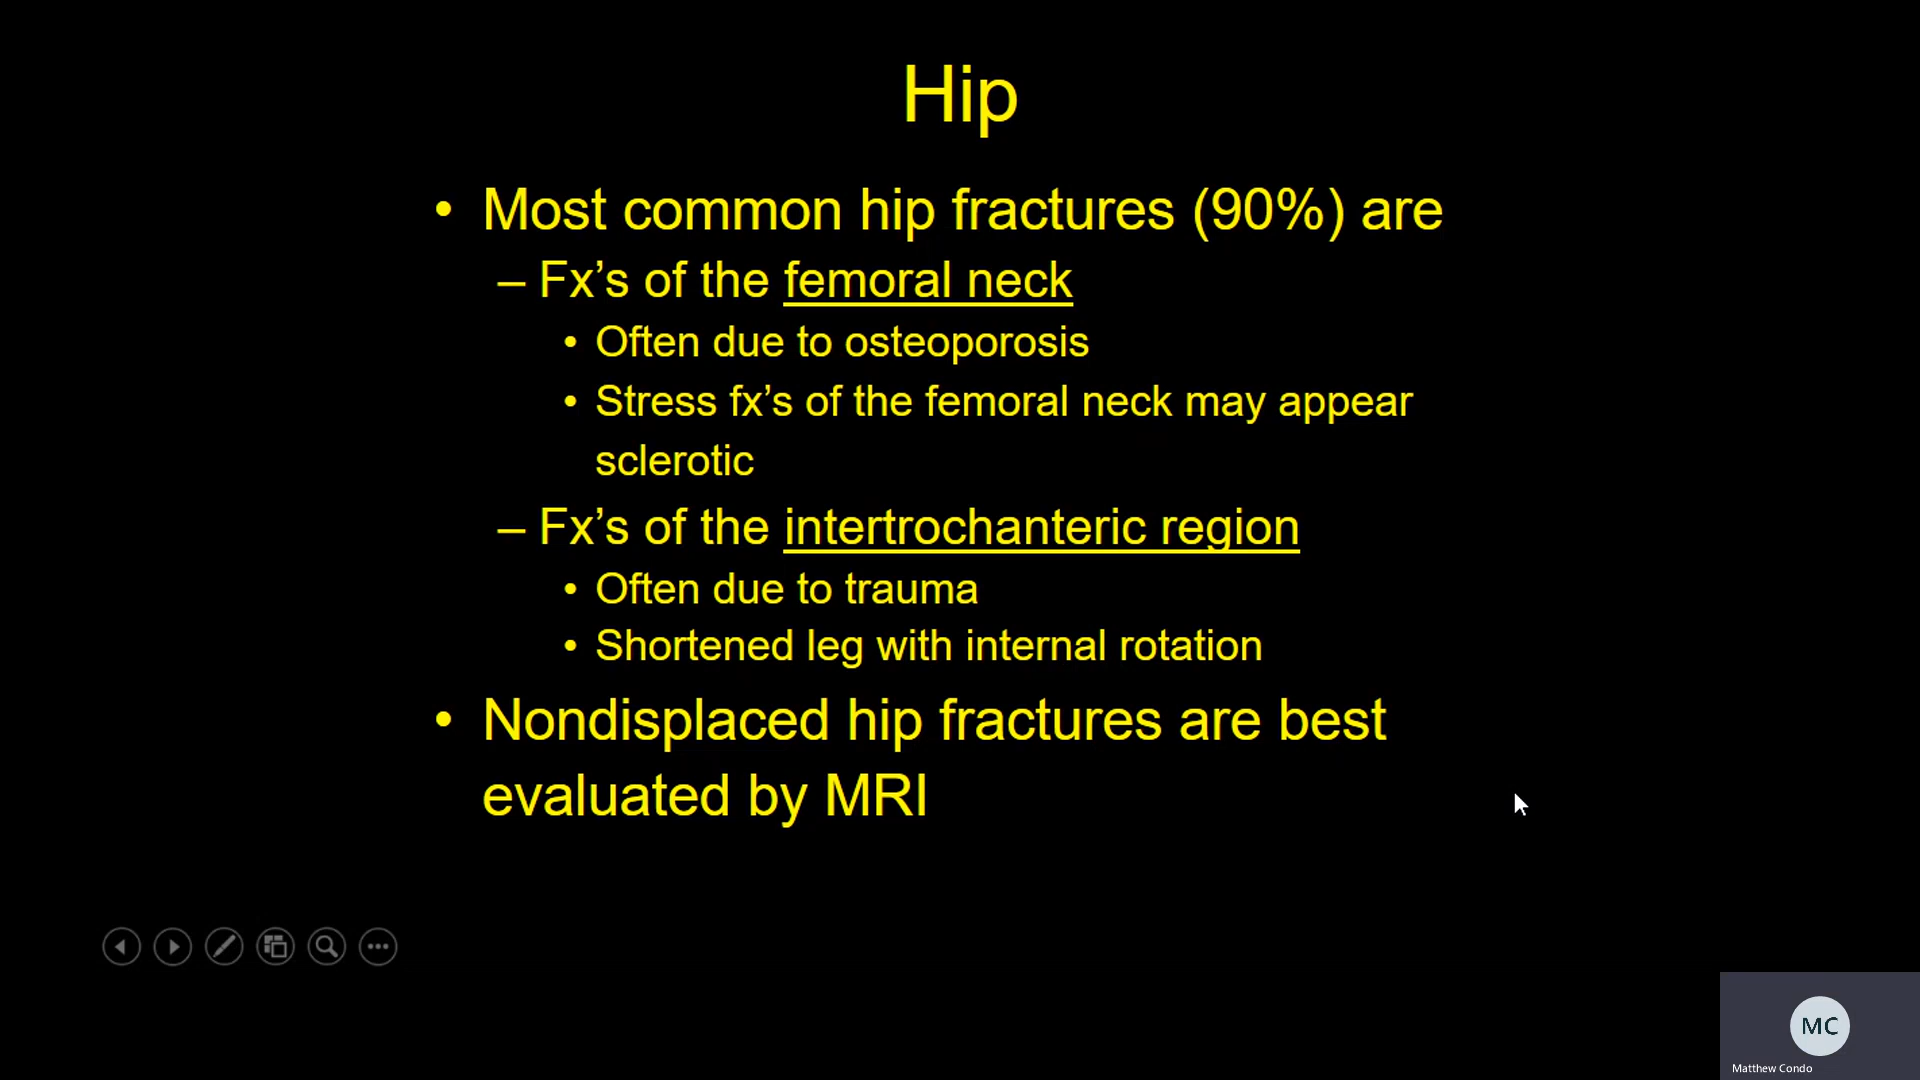 Hip
• Most common hip fractures (90%) are
– Fx’s of the femoral neck
• Often due to osteoporosis
• Stress fx’s of the femoral neck may appear
sclerotic
– Fx’s of the intertrochanteric region
• Often due to trauma
• Shortened leg with internal rotation
• Nondisplaced hip fractures are best
evaluated by MRI
MC
Matthew Condo